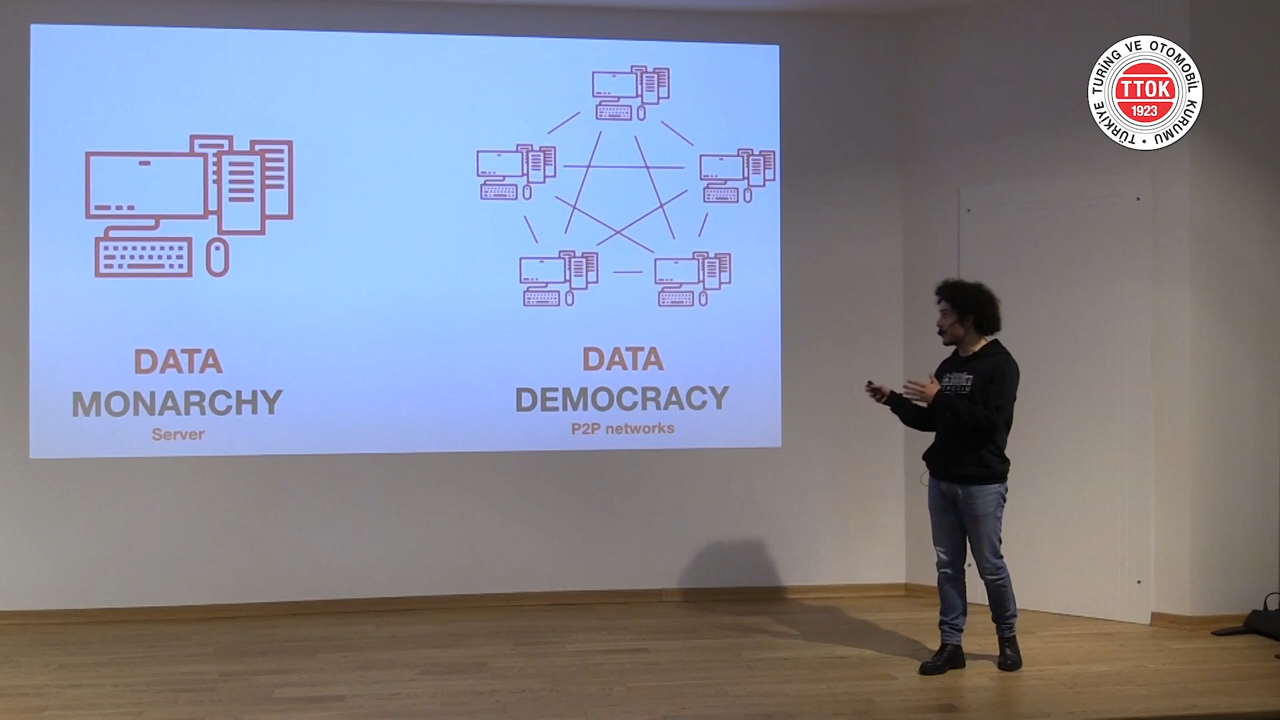 DATA
MONARCHY
Server
DATA
DEMOCRACY
P2P networks
TÜRKİYE TURİNG VE OTOMOBİL KURUMU
TTOK
1923